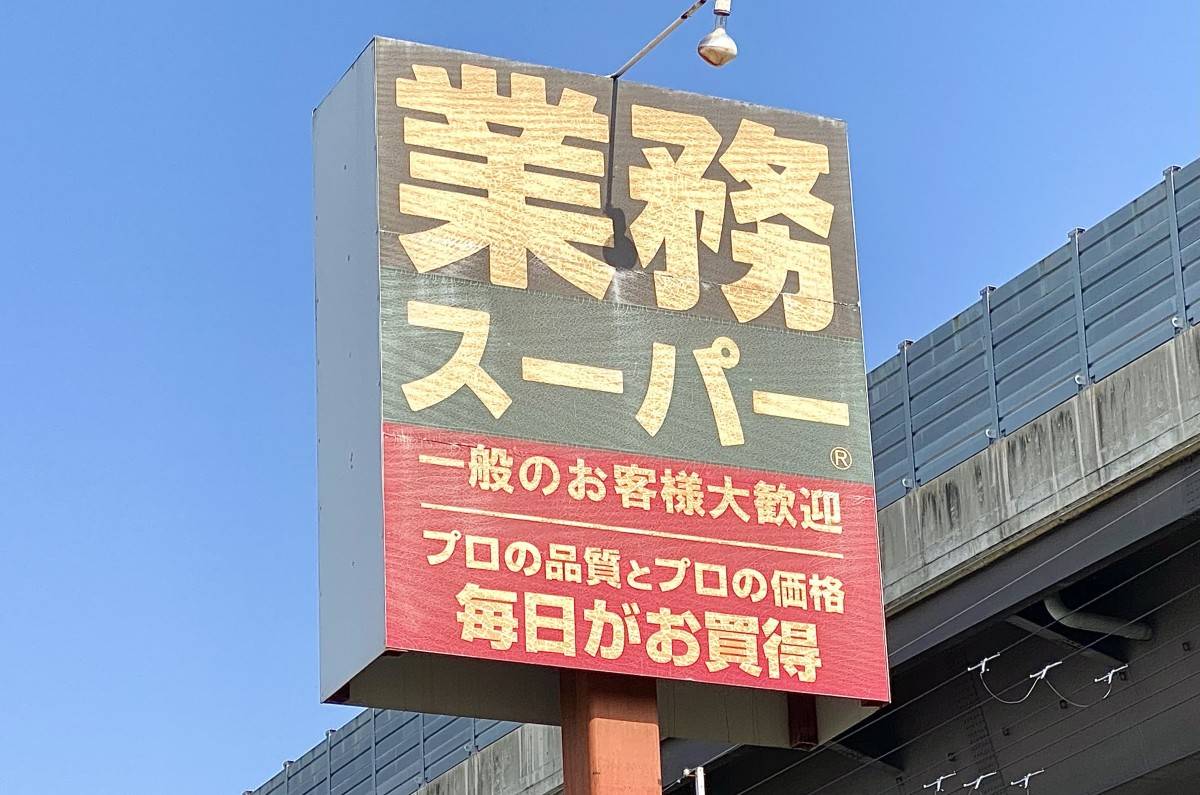 業務
スーパー®
一般のお客様大歓迎
プロの品質とプロの価格
毎日がお買得